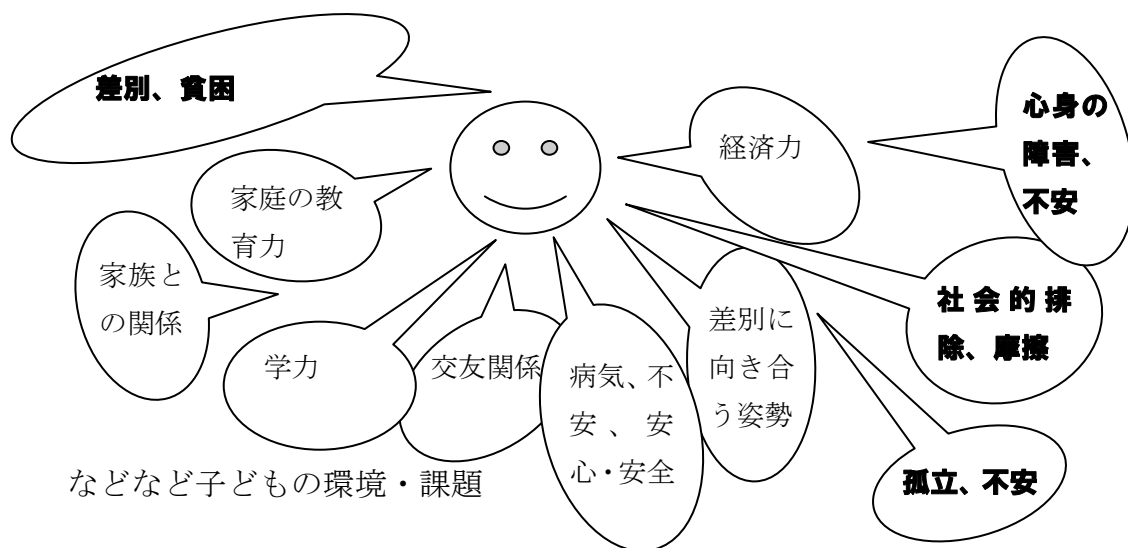 差別、貧困
経済力
心身の
障害、
不安
家庭の教
育力
家族と
の関係
社会的排
除、摩擦
差別に
向き合
う姿勢
学力
交友関係
病気、不
安、安
心・安全
孤立、不安
などなど子どもの環境・課題